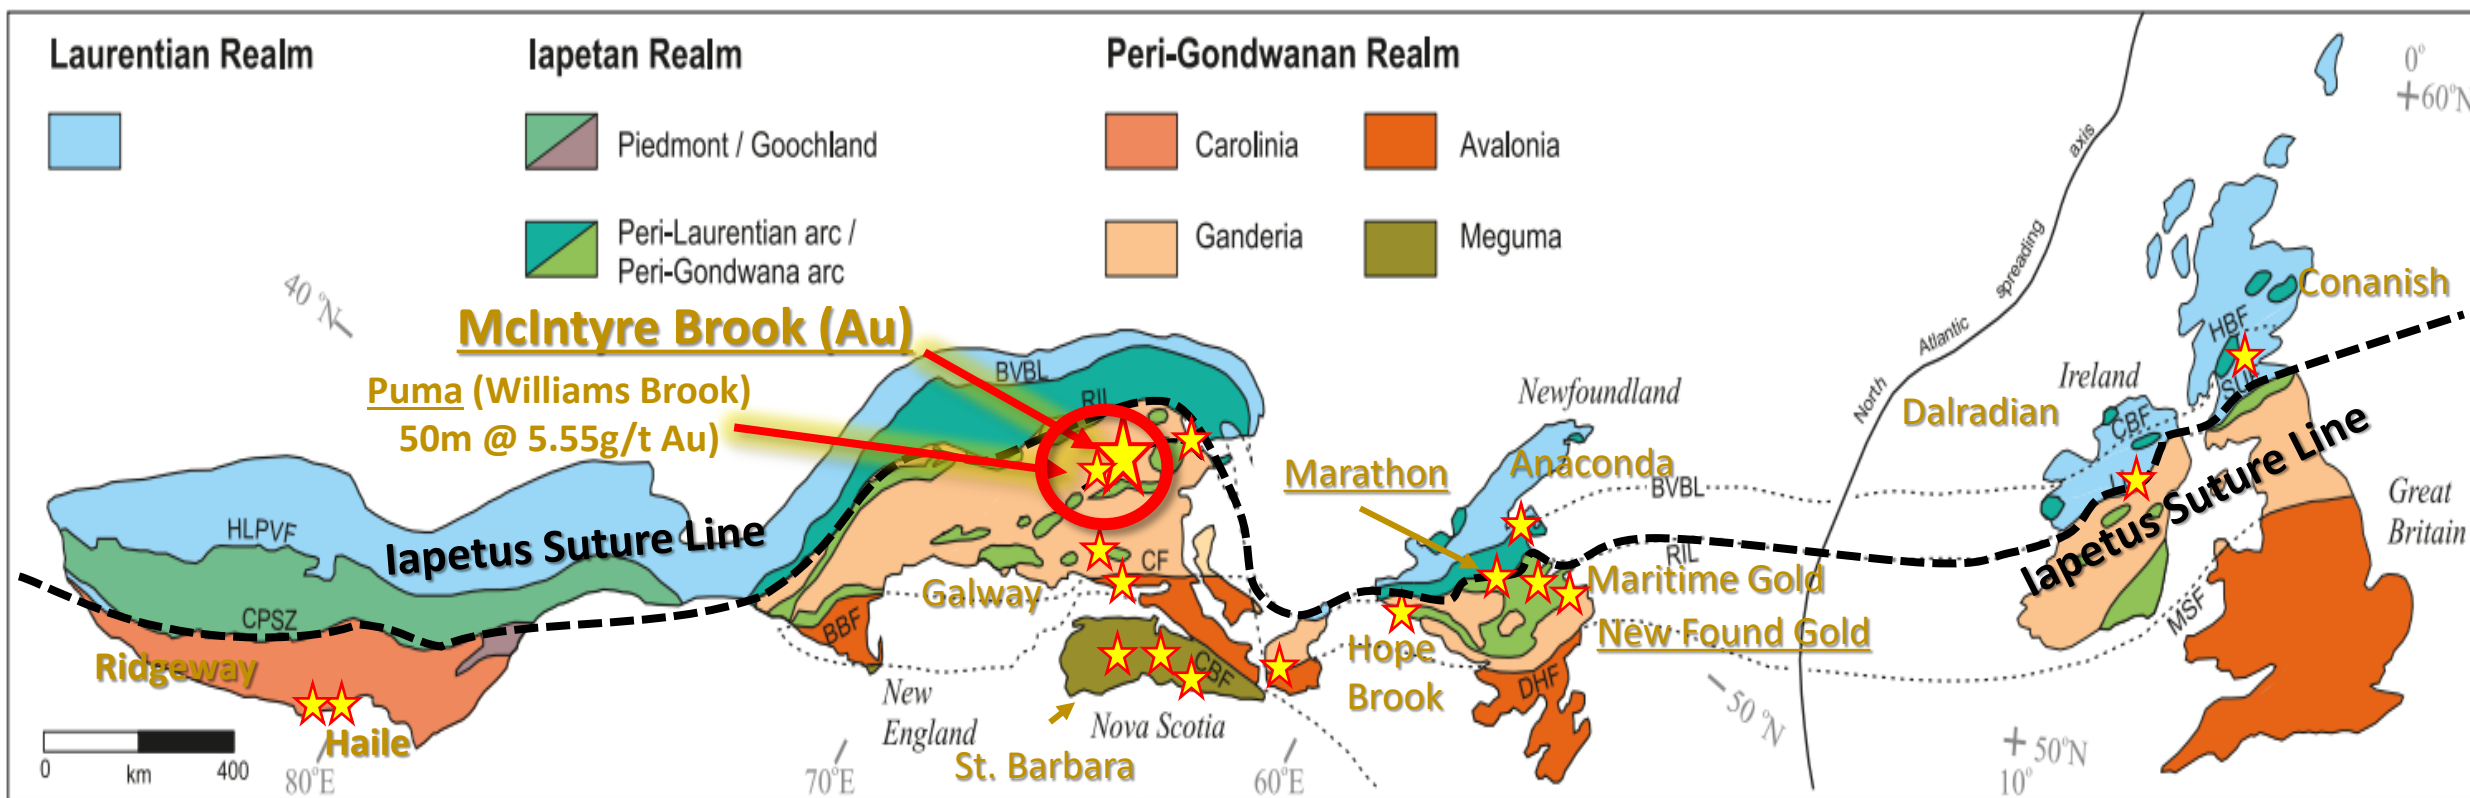 Laurentian Realm
Iapetan Realm
Peri-Gondwanan Realm
Piedmont / Goochland
Carolinia
Avalonia
Peri-Laurentian arc /
Peri-Gondwana arc
Ganderia
Meguma
0°
60°N
40 °N
McIntyre Brook (Au)
Puma (Williams Brook)
50m @ 5.55g/t Au)
BVBL
RIL
Newfoundland
North
Atlantic
spreading
axis
Conanish
HBF
SUF
Ireland
Dalradian
CBF
Marathon
Anaconda
BVBL
RIL
Great
Britain
HLPVF
Iapetus Suture Line
Iapetus Suture Line
CPSZ
Ridgeway
Haile
0
km
400
80°E
BBF
Galway
CF
New
England
Nova Scotia
CBF
St. Barbara
70°E
60°E
Hope
Brook
Maritime Gold
New Found Gold
DHF
50 °N
MSF
50°N
10°